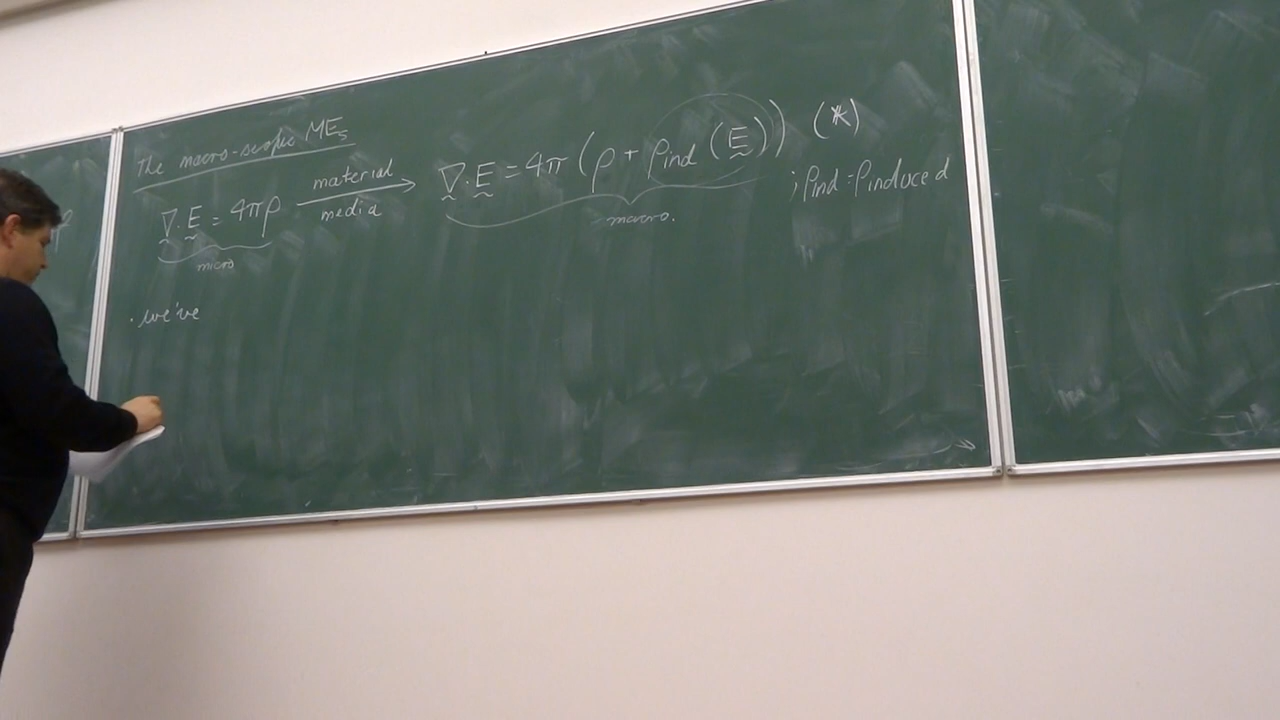 The macro-scopic MEs
∇·E = 4πρ material media → ∇·E = 4π(ρ + ρind(E)) (*)
; ρind = ρinduced
micro
macro.
· we've
ρ